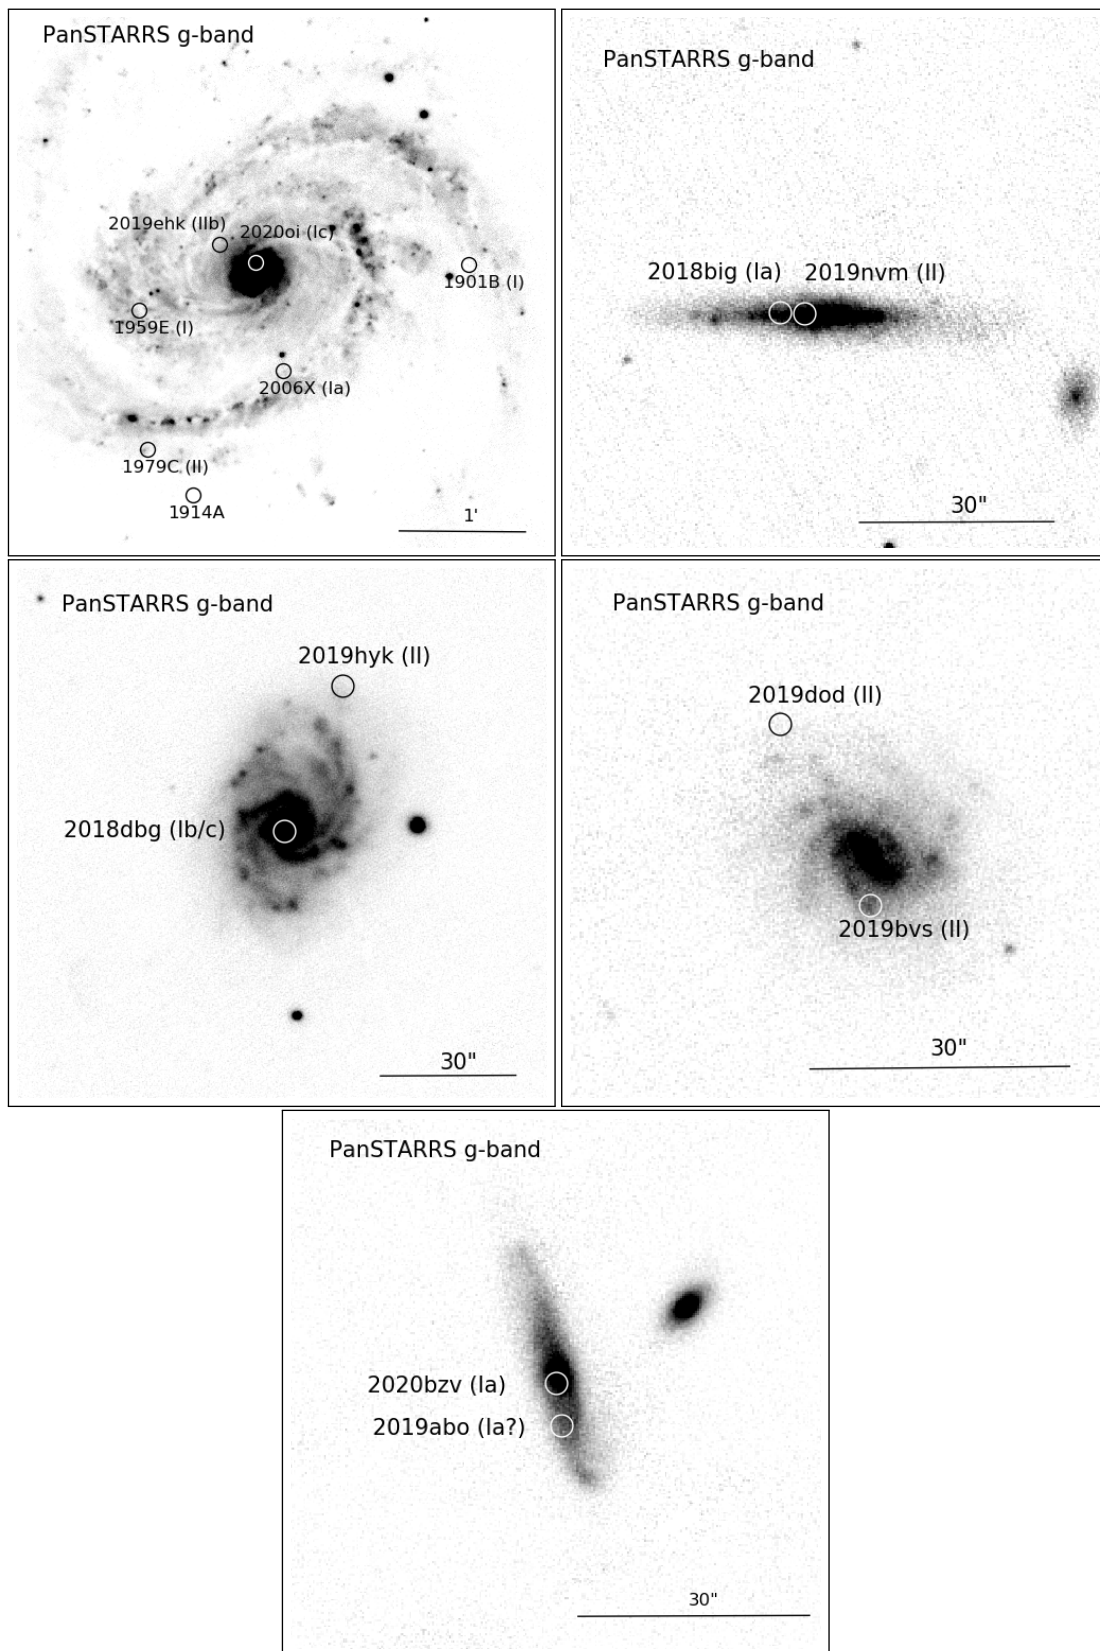 PanSTARRS g-band
2019ehk (IIb)
2020oi (Ic)
1901B (I)
1959E (I)
2006X (Ia)
1979C (II)
1914A
1'
PanSTARRS g-band
2018big (Ia)
2019nvm (II)
30"
PanSTARRS g-band
2019hyk (II)
2018dbg (Ib/c)
30"
PanSTARRS g-band
2019dod (II)
2019bvs (II)
30"
PanSTARRS g-band
2020bzv (Ia)
2019abo (Ia?)
30"